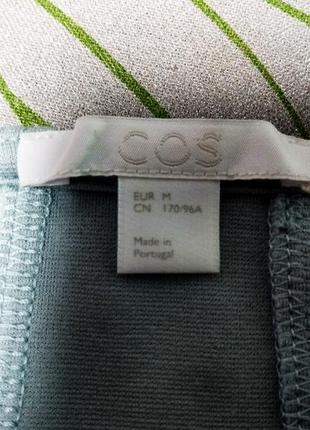 COS
EUR M
CN 170/96A
Made in
Portugal